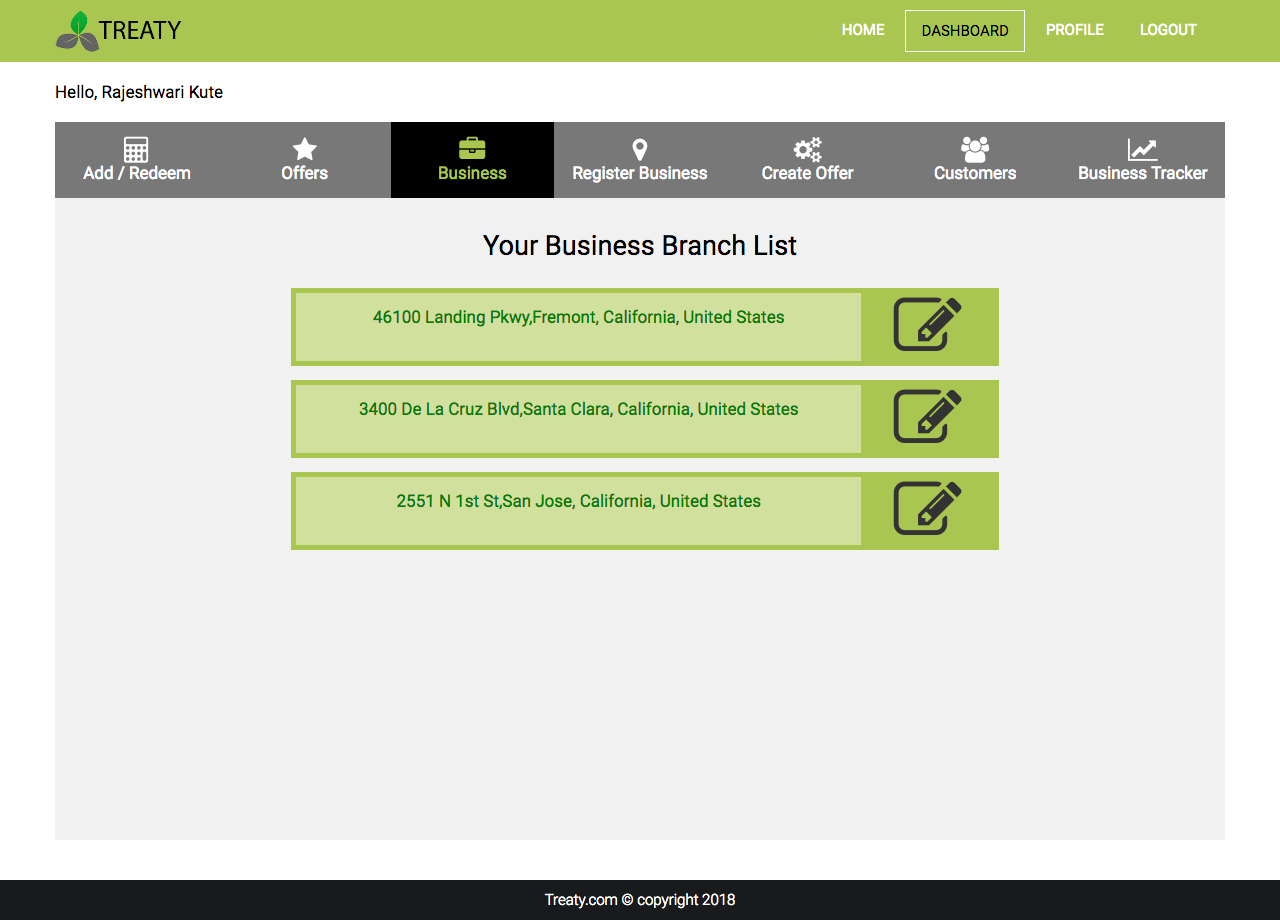 TREATY
HOME DASHBOARD PROFILE LOGOUT
Hello, Rajeshwari Kute
Add / Redeem Offers Business Register Business Create Offer Customers Business Tracker
Your Business Branch List
46100 Landing Pkwy,Fremont, California, United States
3400 De La Cruz Blvd,Santa Clara, California, United States
2551 N 1st St,San Jose, California, United States
Treaty.com © copyright 2018